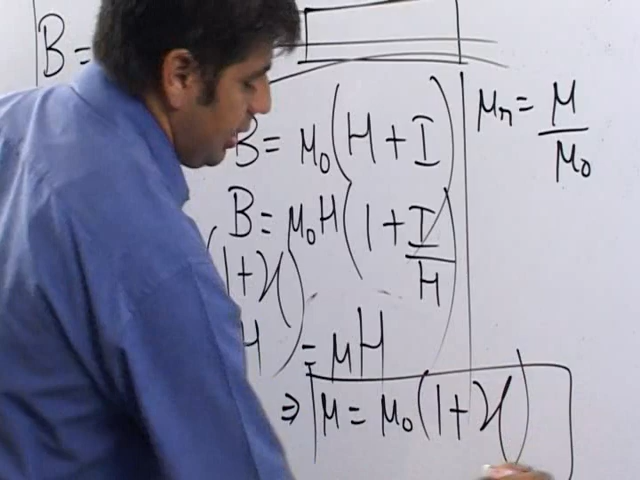 B=
B = μ₀(H + I)
μr = μ/μ₀
B = μ₀H(1 + I/H)
(1+χ)
H = μH
⇒ μ = μ₀(1+χ)